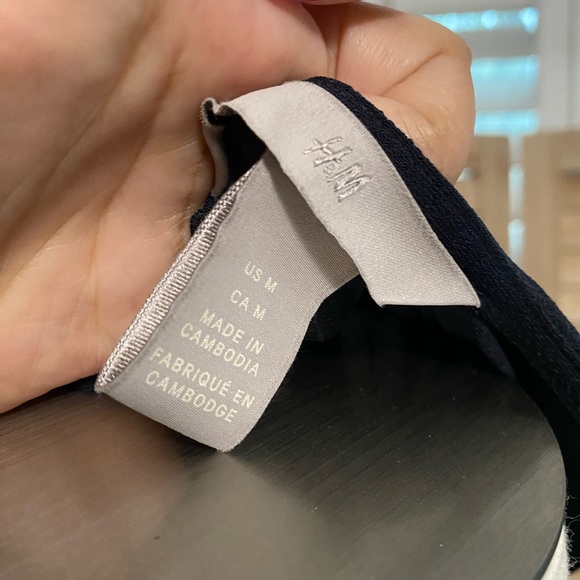 H&M
US M
CA M
MADE IN
CAMBODIA
FABRIQUÉ EN
CAMBODGE